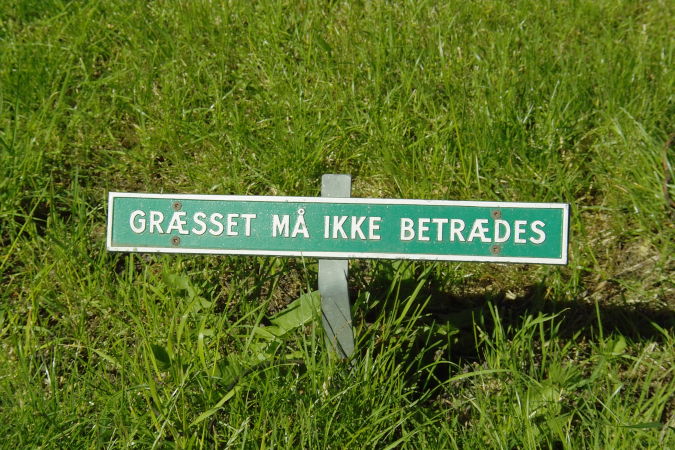 GRÆSSET MÅ IKKE BETRÆDES